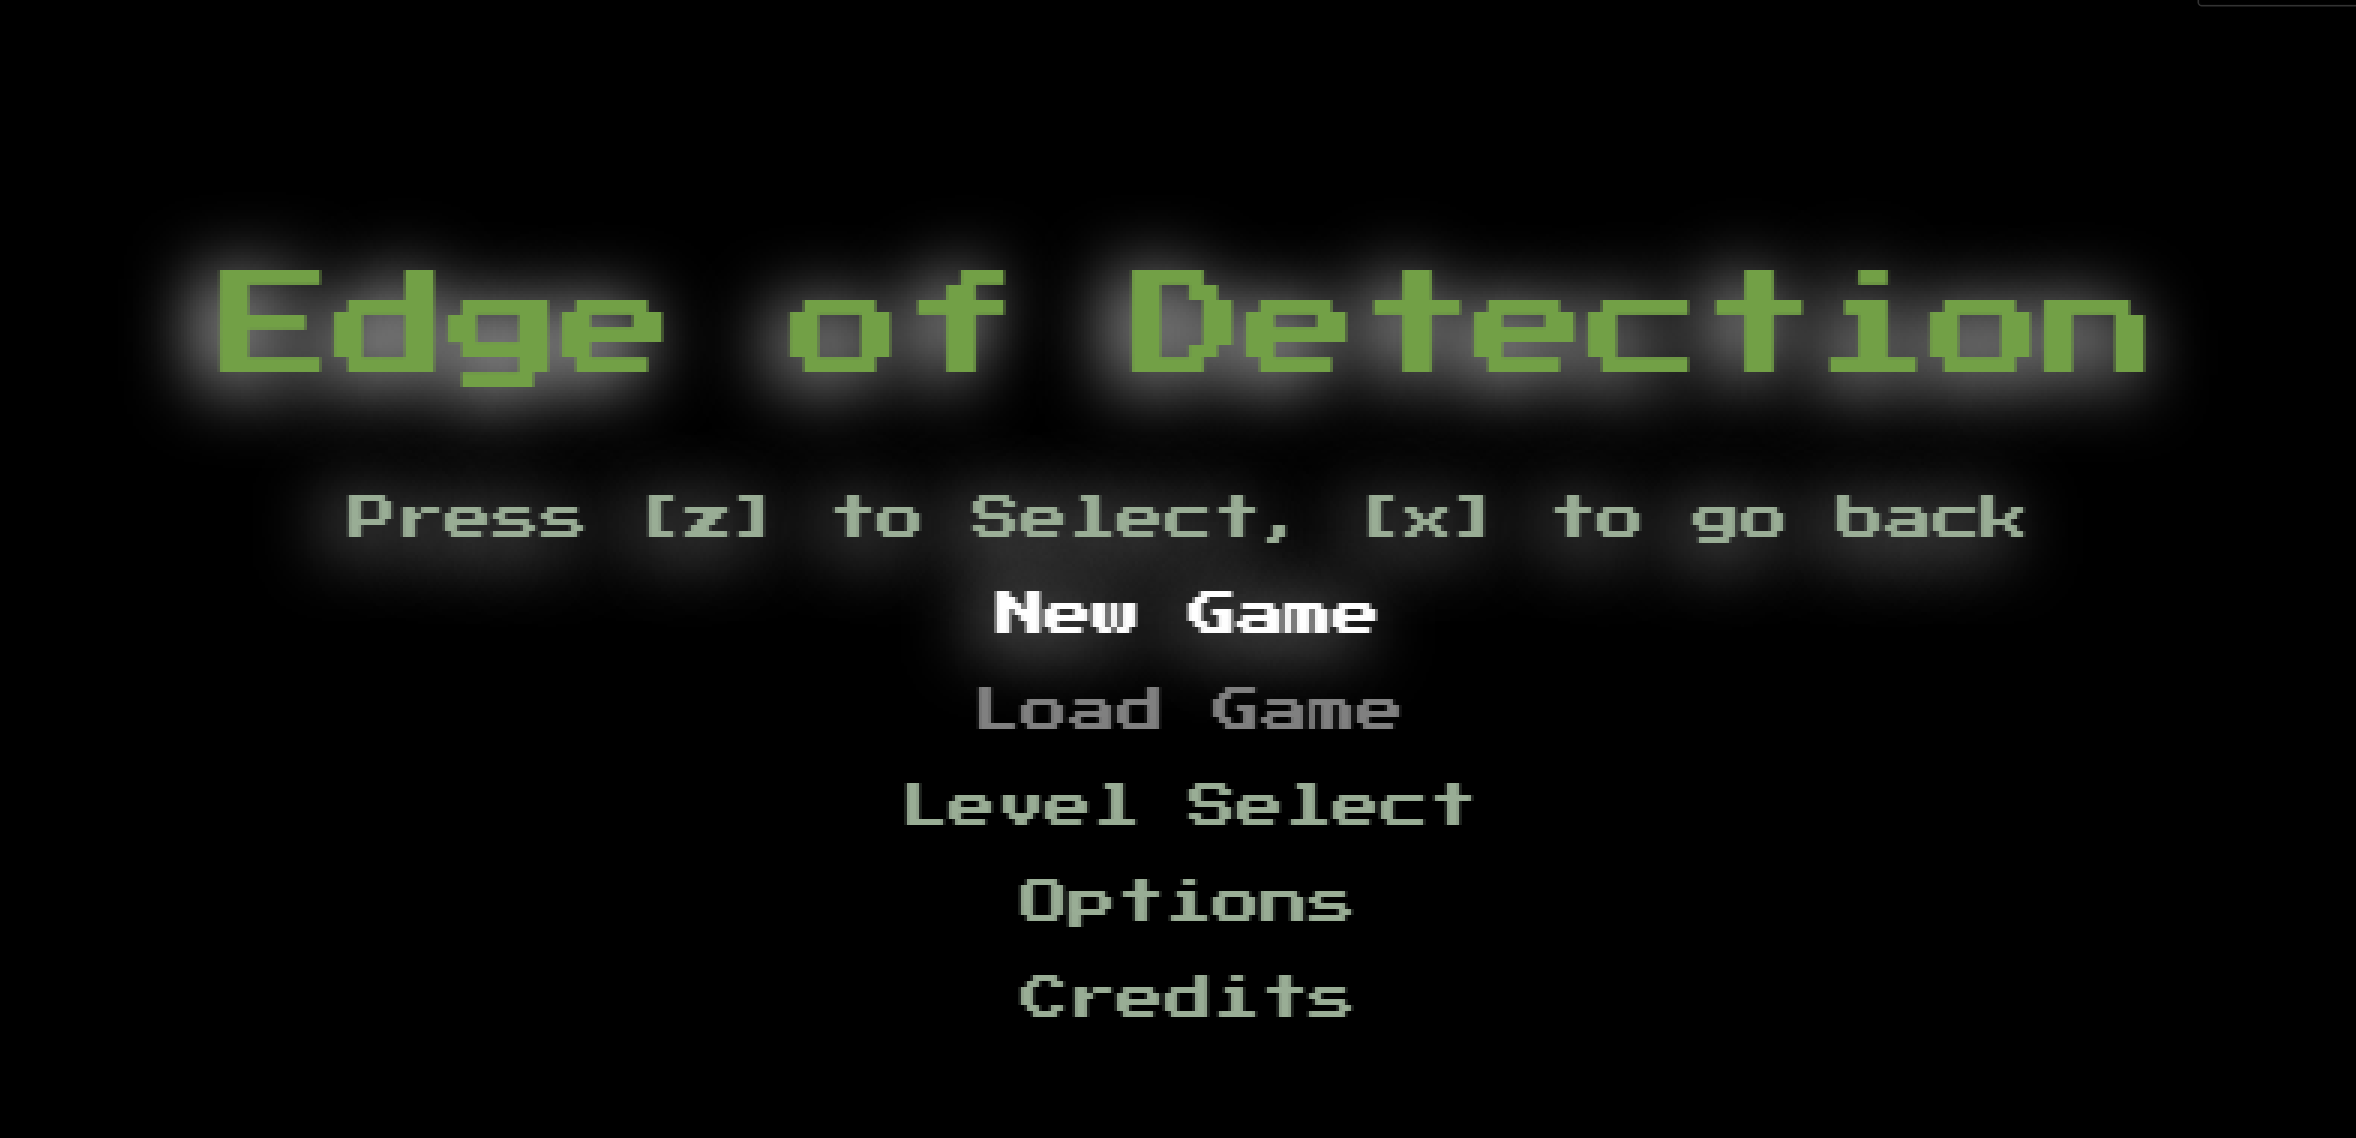 Edge of Detection
Press [z] to Select, [x] to go back
New Game
Load Game
Level Select
Options
Credits